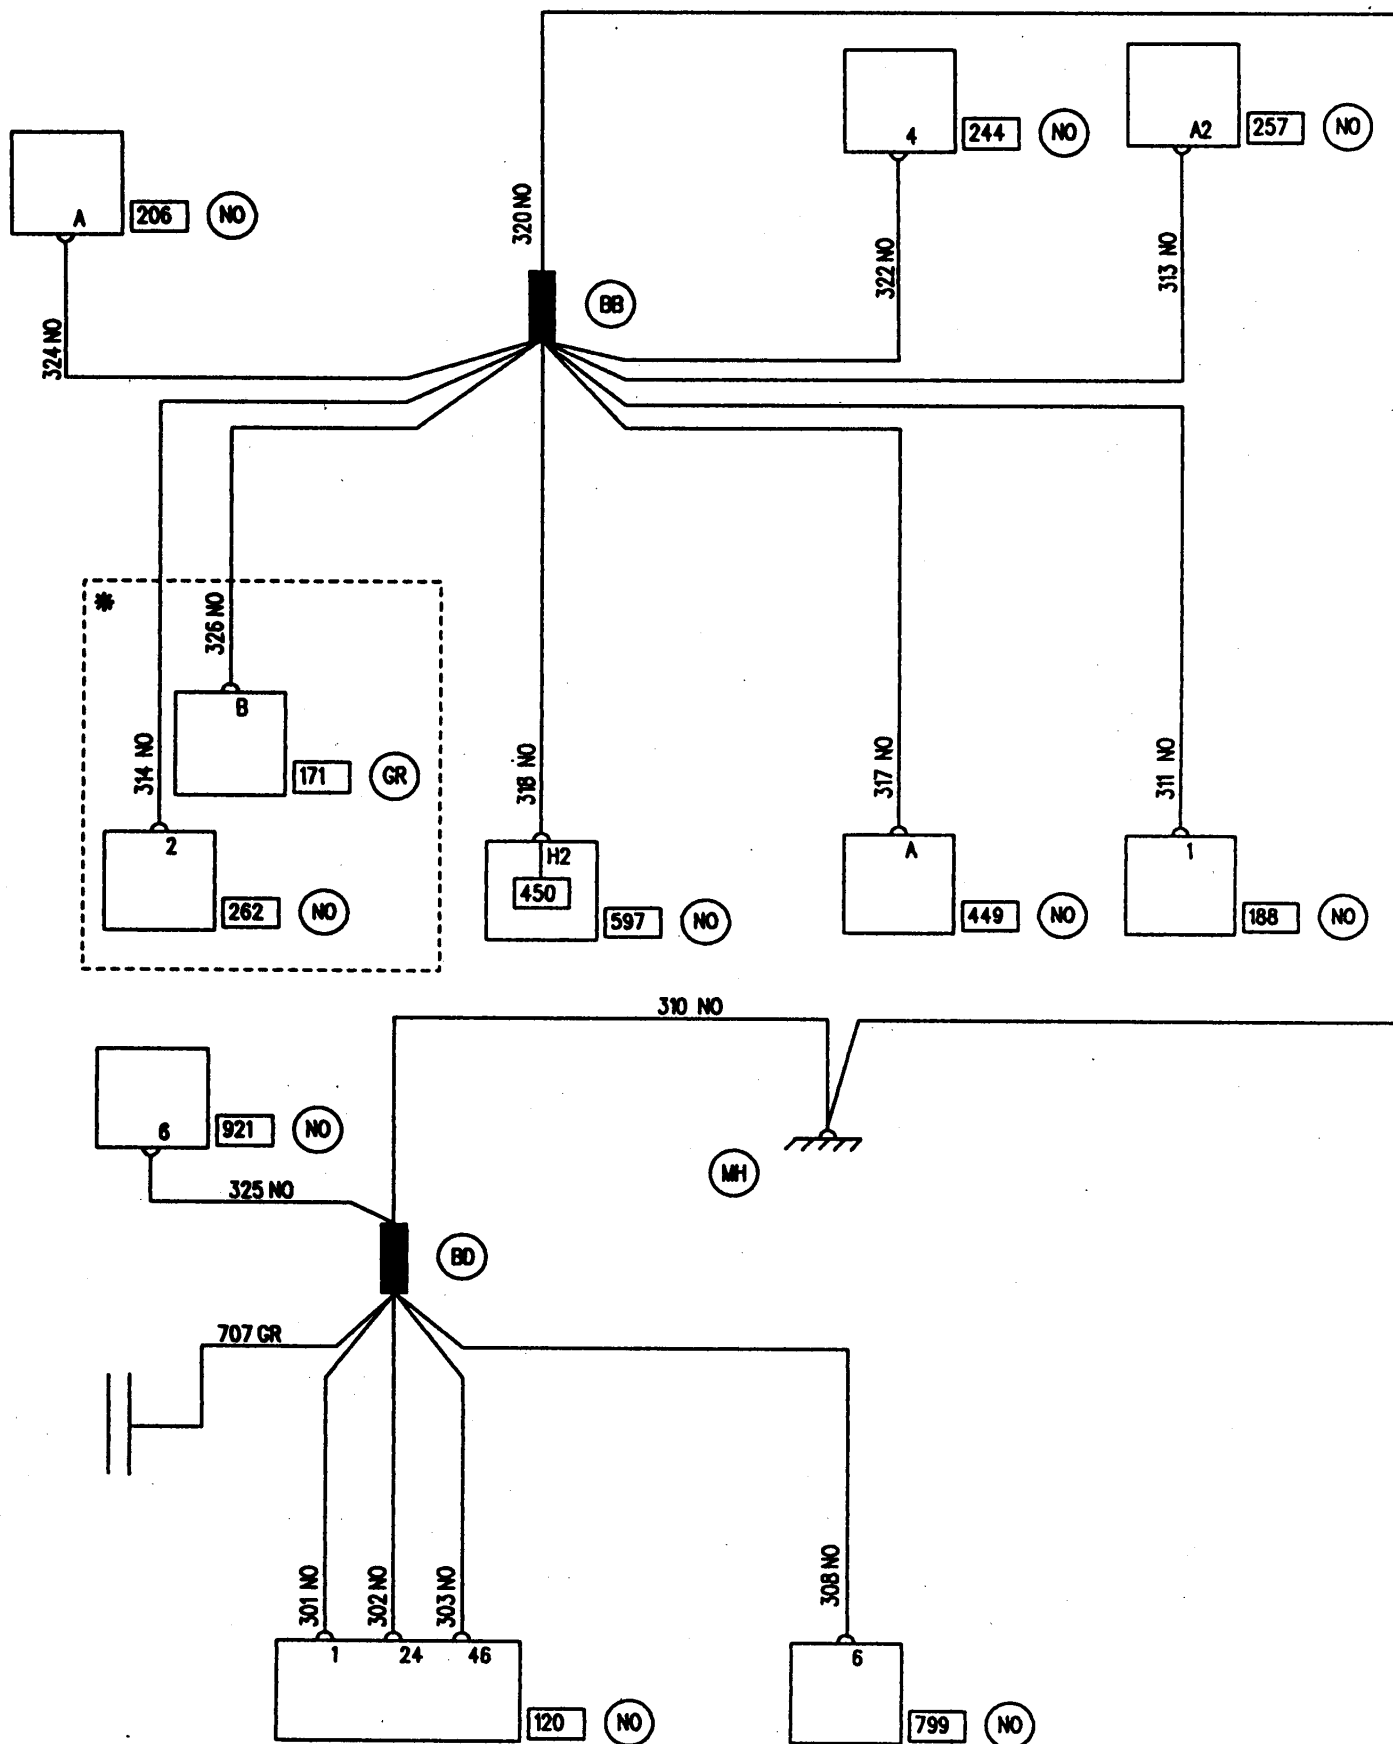 4
244
NO
A2
257
NO
A
206
NO
320 NO
322 NO
313 NO
BB
324 NO
*
326 NO
B
171
GR
314 NO
318 NO
317 NO
311 NO
2
262
NO
H2
450
597
NO
A
449
NO
1
188
NO
310 NO
6
921
NO
MH
325 NO
BD
707 GR
301 NO
302 NO
303 NO
308 NO
1
24
46
120
NO
6
799
NO